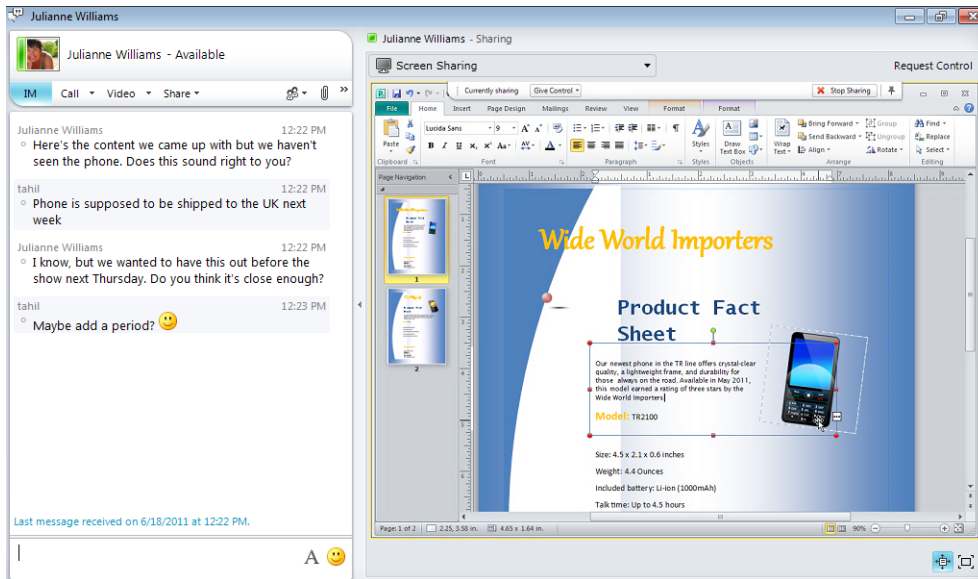 Julianne Williams
Julianne Williams - Available
IM Call Video Share
Julianne Williams 12:22 PM
Here's the content we came up with but we haven't
seen the phone. Does this sound right to you?
tahil 12:22 PM
Phone is supposed to be shipped to the UK next
week
Julianne Williams 12:22 PM
I know, but we wanted to have this out before the
show next Thursday. Do you think it's close enough?
tahil 12:23 PM
Maybe add a period?
Last message received on 6/18/2011 at 12:22 PM.
A
Julianne Williams - Sharing
Screen Sharing
Request Control
Currently sharing Give Control Stop Sharing
File Home Insert Page Design Mailings Review View Format Format
Paste
Lucida Sans 9
Styles
Draw
Text Box
Wrap
Text
Bring Forward Group
Send Backward Ungroup
Align Rotate
Find
Replace
Select
Clipboard Font Paragraph Styles Objects Arrange Editing
Page Navigation
1
2
Wide World Importers
Product Fact
Sheet
Our newest phone in the TR line offers crystal-clear
quality, a lightweight frame, and durability for
those always on the road. Available in May 2011,
this model earned a rating of three stars by the
Wide World Importers
Model: TR2100
Size: 4.5 x 2.1 x 0.6 inches
Weight: 4.4 Ounces
Included battery: Li-ion (1000mAh)
Talk time: Up to 4.5 hours
Page: 1 of 2 2.25, 3.58 in. 4.65 x 1.64 in. 90%